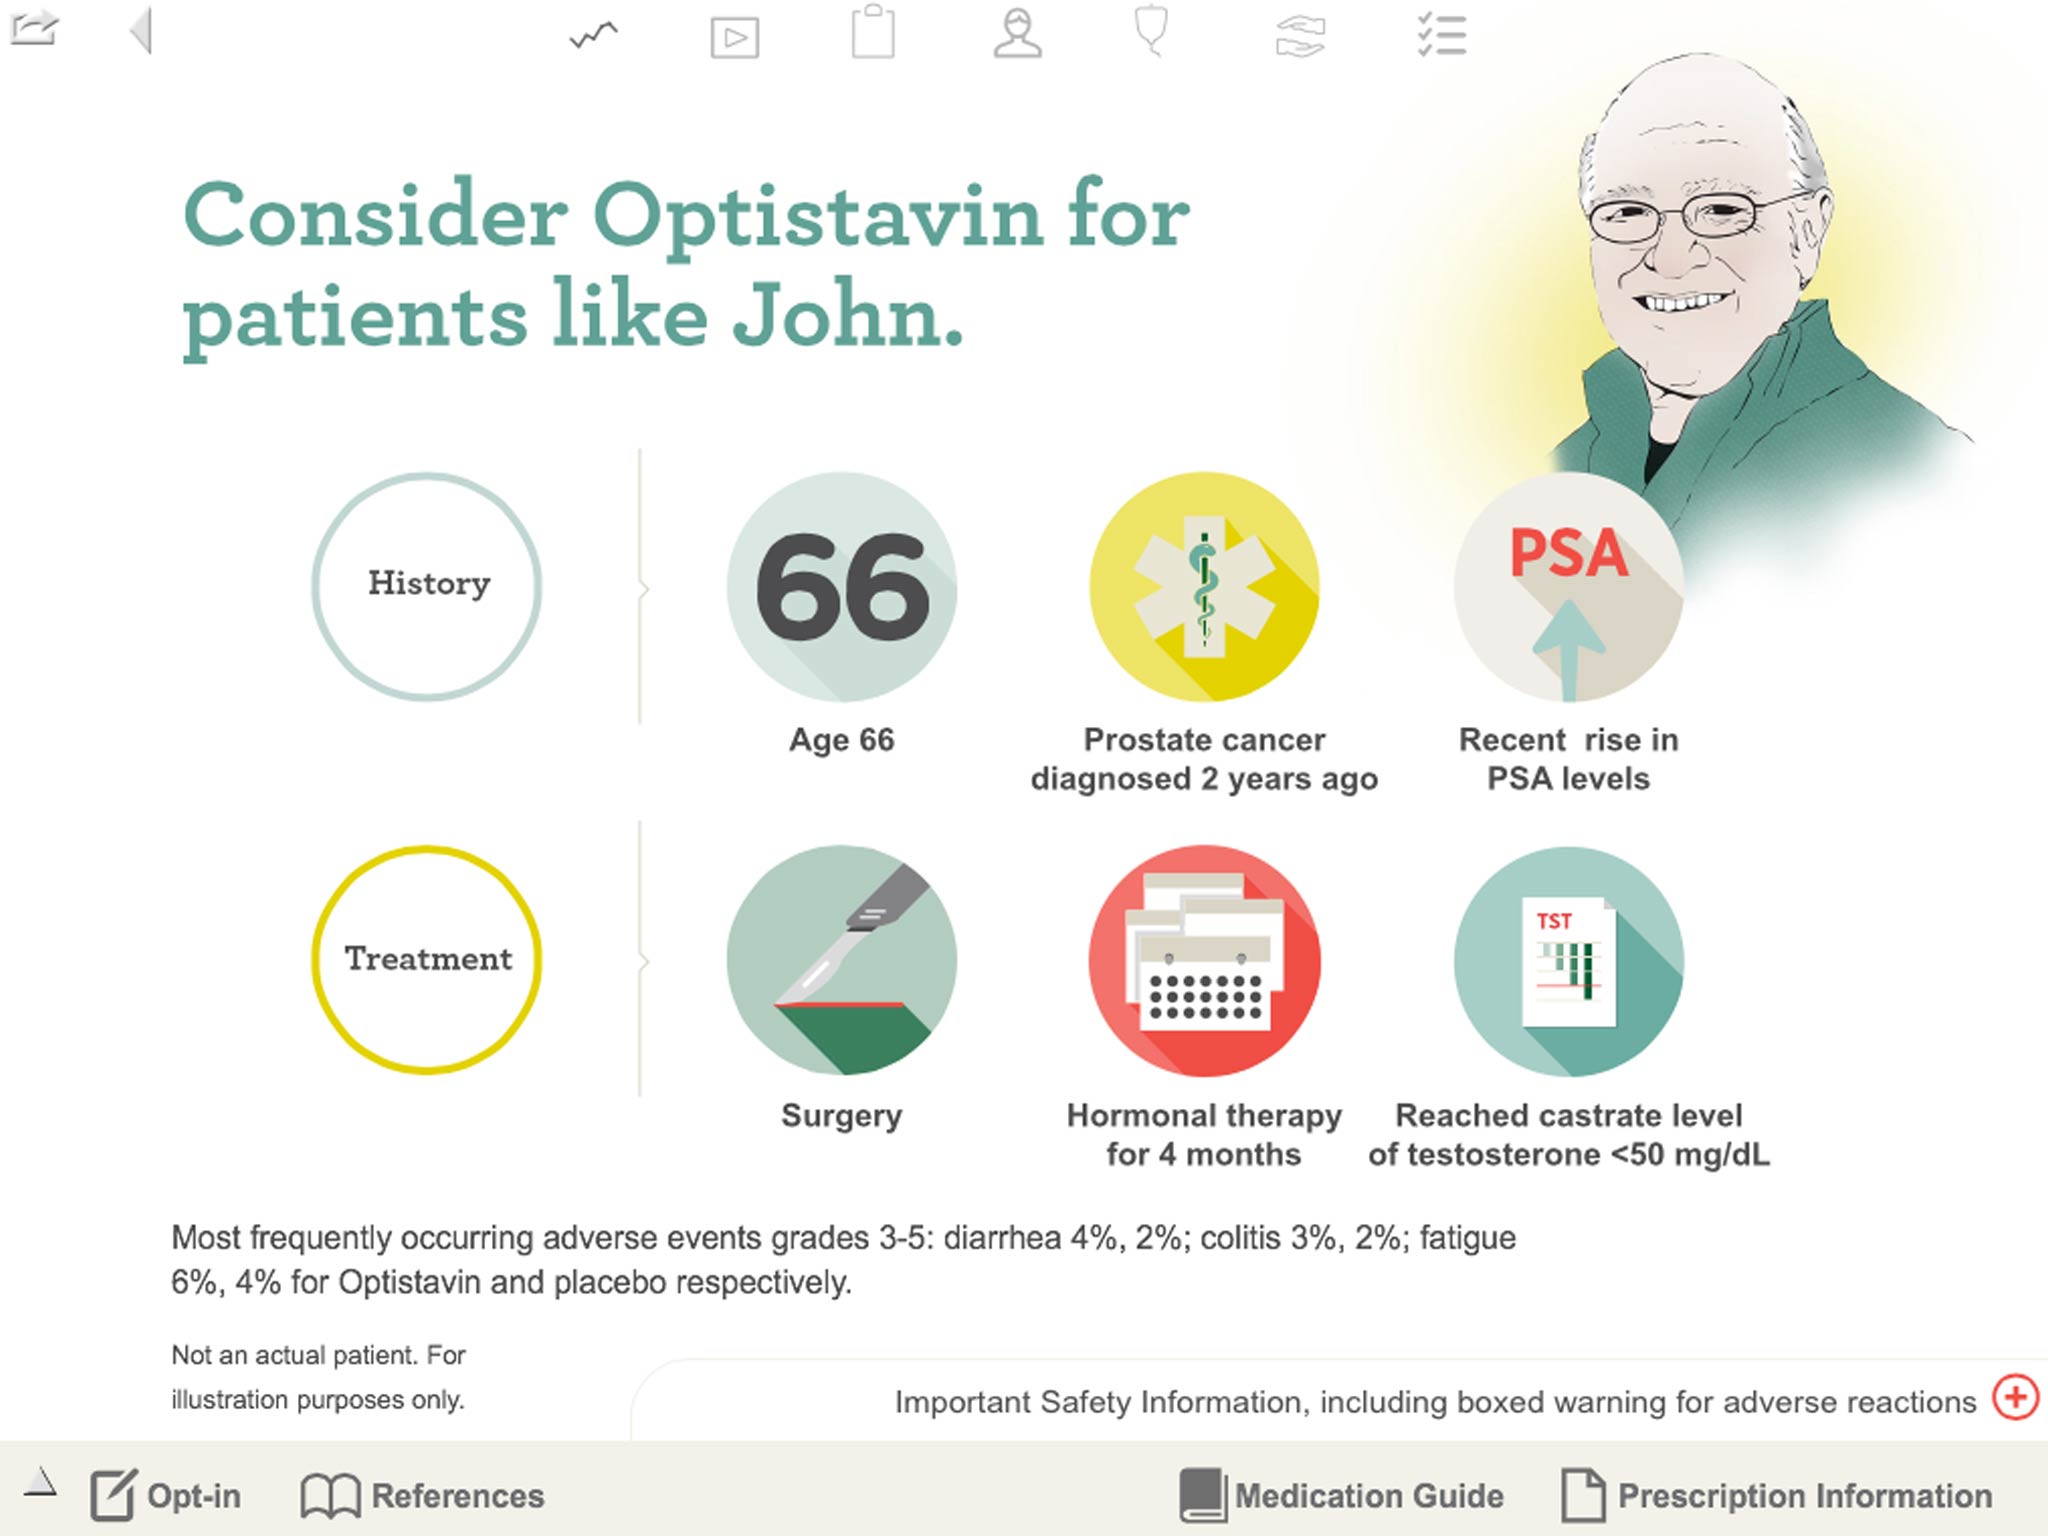 Consider Optistavin for
patients like John.
History
66
PSA
Age 66
Prostate cancer
diagnosed 2 years ago
Recent  rise in
PSA levels
Treatment
TST
Surgery
Hormonal therapy
for 4 months
Reached castrate level
of testosterone <50 mg/dL
Most frequently occurring adverse events grades 3-5: diarrhea 4%, 2%; colitis 3%, 2%; fatigue
6%, 4% for Optistavin and placebo respectively.
Not an actual patient. For
illustration purposes only.
Important Safety Information, including boxed warning for adverse reactions
Opt-in
References
Medication Guide
Prescription Information